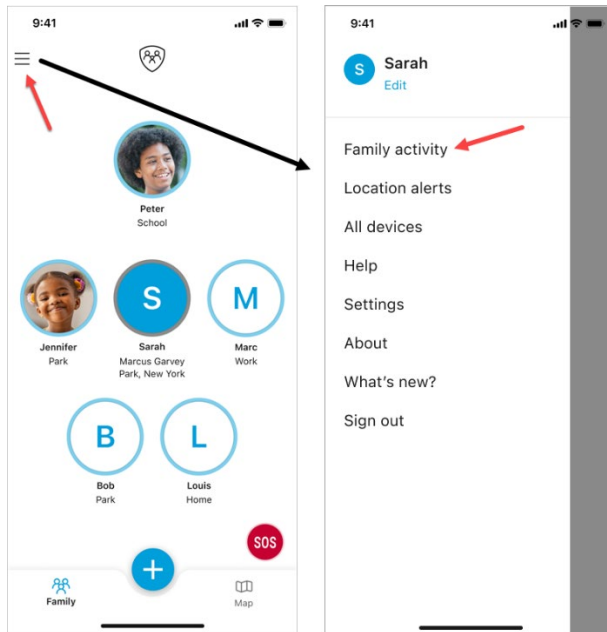 9:41
Peter
School
S
M
Jennifer
Park
Sarah
Marcus Garvey
Park, New York
Marc
Work
B
L
Bob
Park
Louis
Home
SOS
Family
Map
9:41
S
Sarah
Edit
Family activity
Location alerts
All devices
Help
Settings
About
What's new?
Sign out